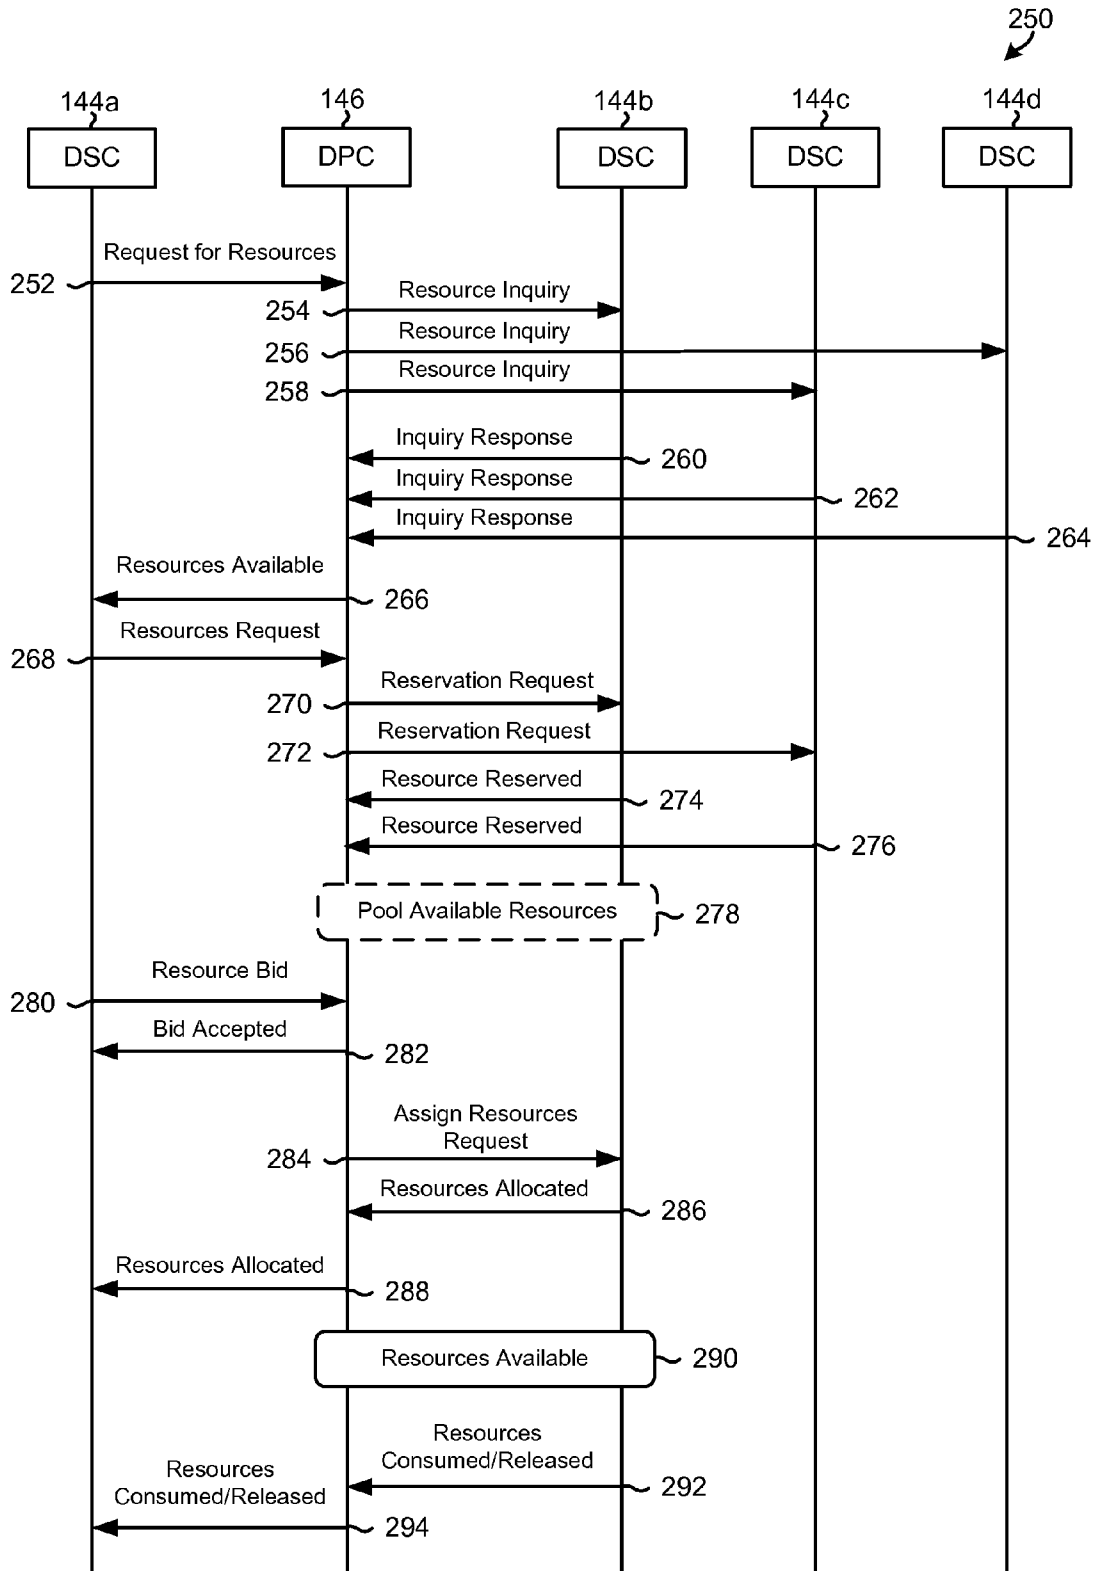 250
144a
146
144b
144c
144d
DSC
DPC
DSC
DSC
DSC
Request for Resources
252
Resource Inquiry
254
Resource Inquiry
256
Resource Inquiry
258
Inquiry Response
260
Inquiry Response
262
Inquiry Response
264
Resources Available
266
Resources Request
268
Reservation Request
270
Reservation Request
272
Resource Reserved
274
Resource Reserved
276
Pool Available Resources
278
Resource Bid
280
Bid Accepted
282
Assign Resources
Request
284
Resources Allocated
286
Resources Allocated
288
Resources Available
290
Resources
Consumed/Released
292
Resources
Consumed/Released
294